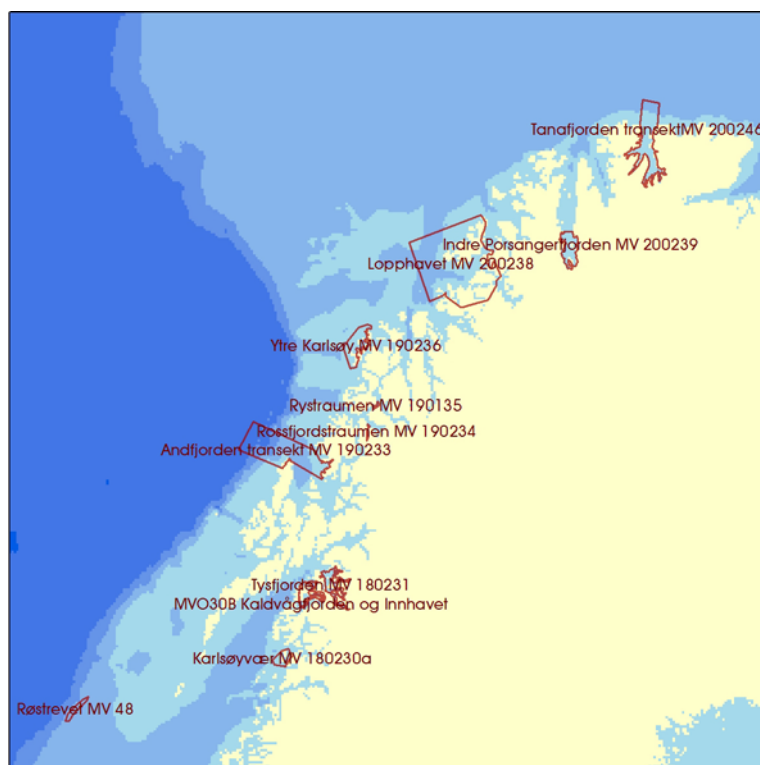 Tanafjorden transektMV 200246
Indre Porsangerfjorden MV 200239
Lopphavet MV 200238
Ytre Karlsøy MV 190236
Rystraumen MV 190135
Rossfjordstraumen MV 190234
Andfjorden transekt MV 190233
Tysfjorden MV 180231
MVO30B Kaldvågfjorden og Innhavet
Karlsøyvær MV 180230a
Røstrevet MV 48